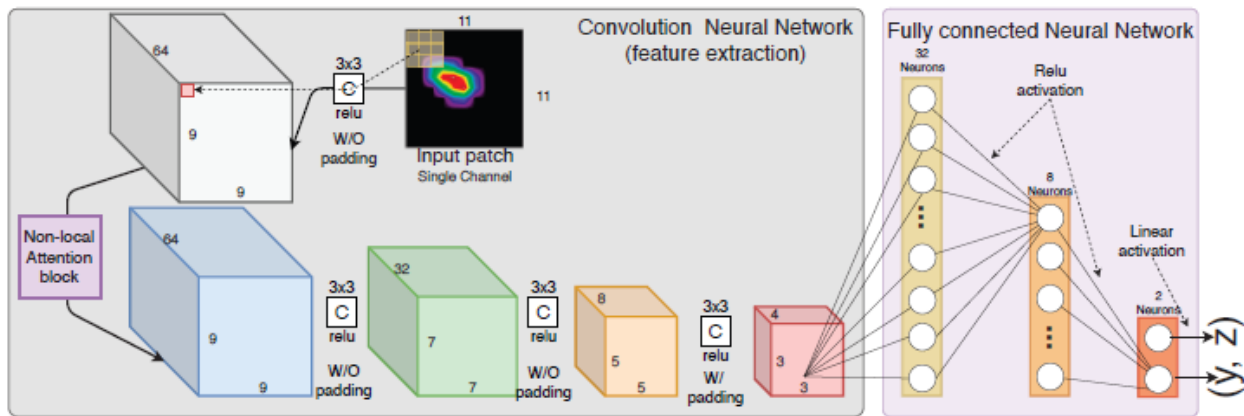 Convolution Neural Network
(feature extraction)
11
11
Input patch
Single Channel
3x3
C
relu
W/O
padding
64
9
9
Non-local
Attention
block
64
9
9
3x3
C
relu
W/O
padding
32
7
7
3x3
C
relu
W/O
padding
8
5
5
3x3
C
relu
W/
padding
4
3
3
Fully connected Neural Network
32
Neurons
Relu
activation
8
Neurons
Linear
activation
2
Neurons
(y, z)